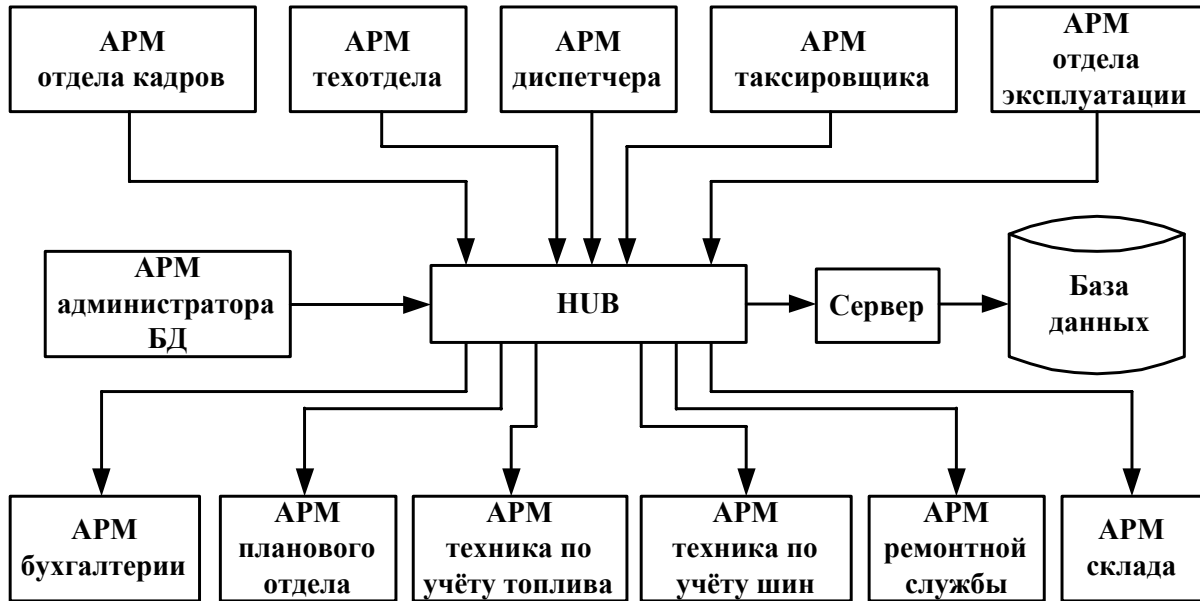 АРМ
отдела кадров
АРМ
техотдела
АРМ
диспетчера
АРМ
таксировщика
АРМ
отдела
эксплуатации
АРМ
администратора
БД
HUB
Сервер
База
данных
АРМ
бухгалтерии
АРМ
планового
отдела
АРМ
техника по
учёту топлива
АРМ
техника по
учёту шин
АРМ
ремонтной
службы
АРМ
склада